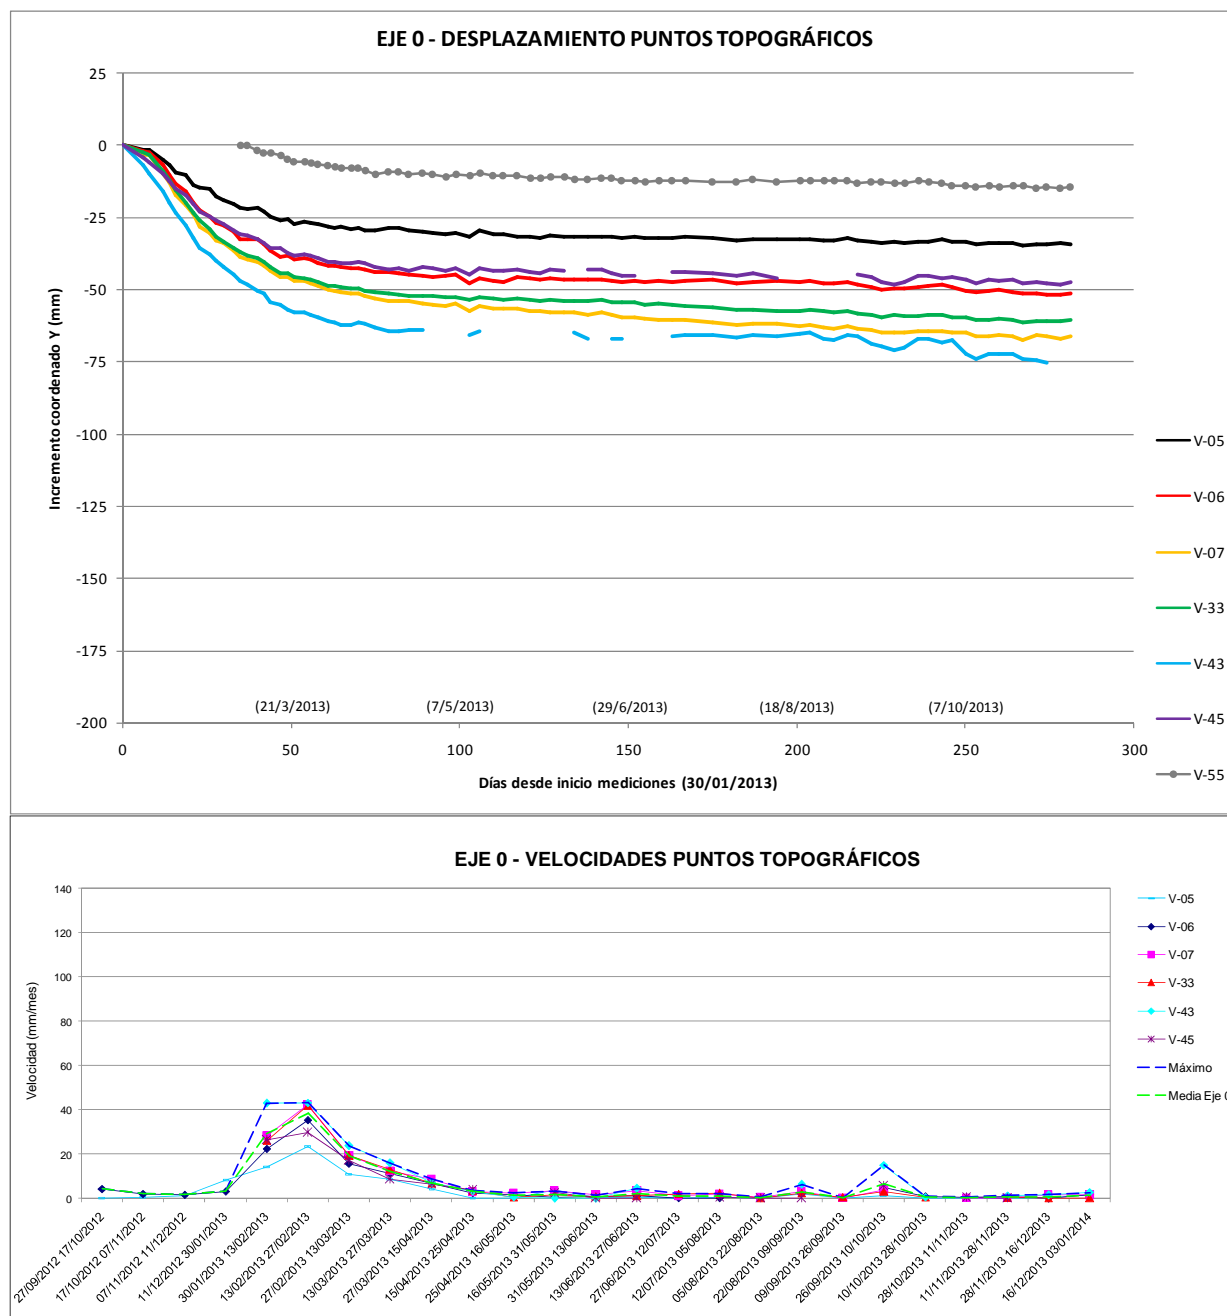 EJE 0 - DESPLAZAMIENTO PUNTOS TOPOGRÁFICOS
25
0
-25
-50
-75
-100
-125
-150
-175
-200
Incremento coordenado Y (mm)
(21/3/2013)
(7/5/2013)
(29/6/2013)
(18/8/2013)
(7/10/2013)
0
50
100
150
200
250
300
Días desde inicio mediciones (30/01/2013)
V-05
V-06
V-07
V-33
V-43
V-45
V-55
EJE 0 - VELOCIDADES PUNTOS TOPOGRÁFICOS
140
120
100
80
60
40
20
0
Velocidad (mm/mes)
27/09/2012 17/10/2012
17/10/2012 07/11/2012
07/11/2012 11/12/2012
11/12/2012 30/01/2013
30/01/2013 13/02/2013
13/02/2013 27/02/2013
27/02/2013 13/03/2013
13/03/2013 27/03/2013
27/03/2013 15/04/2013
15/04/2013 25/04/2013
25/04/2013 16/05/2013
16/05/2013 31/05/2013
31/05/2013 13/06/2013
13/06/2013 27/06/2013
27/06/2013 12/07/2013
12/07/2013 05/08/2013
05/08/2013 22/08/2013
22/08/2013 09/09/2013
09/09/2013 26/09/2013
26/09/2013 10/10/2013
10/10/2013 28/10/2013
28/10/2013 11/11/2013
11/11/2013 28/11/2013
28/11/2013 16/12/2013
16/12/2013 03/01/2014
V-05
V-06
V-07
V-33
V-43
V-45
Máximo
Media Eje 0